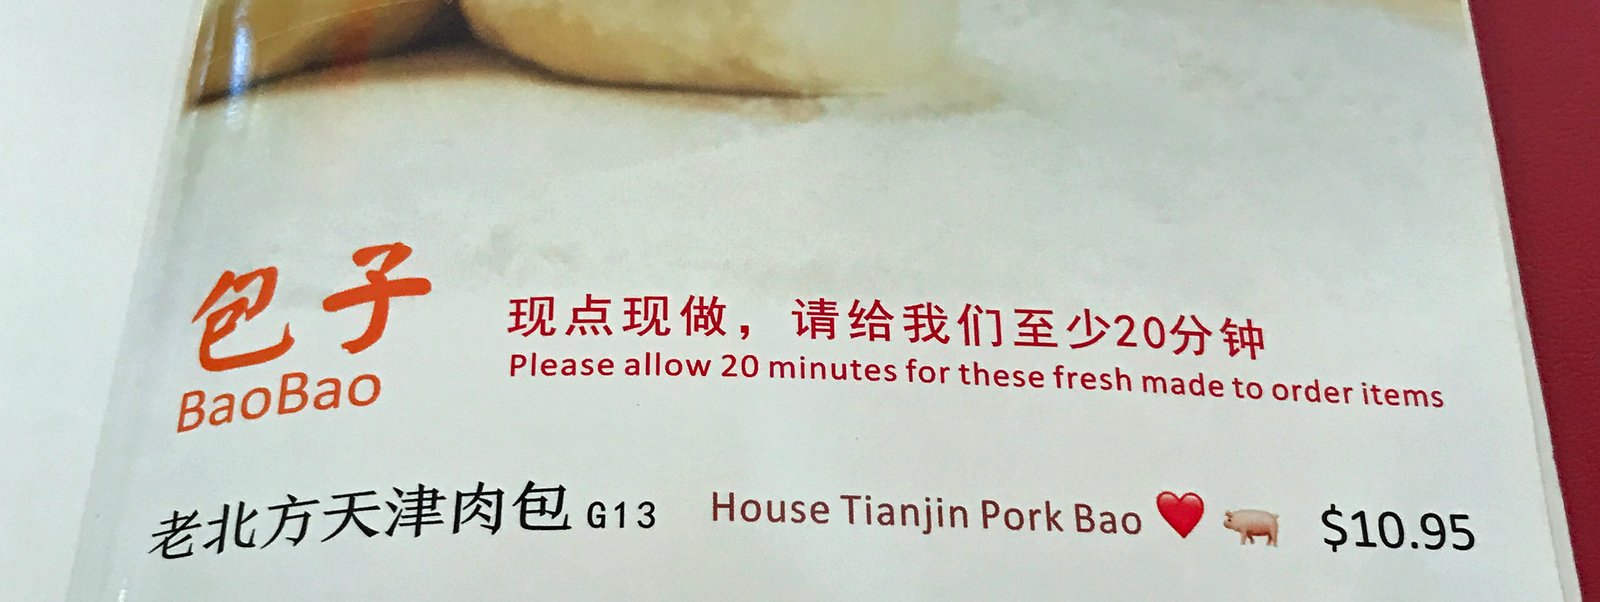 包子
BaoBao
现点现做，请给我们至少20分钟
Please allow 20 minutes for these fresh made to order items
老北方天津肉包 G13 House Tianjin Pork Bao ❤️ 🐖 $10.95